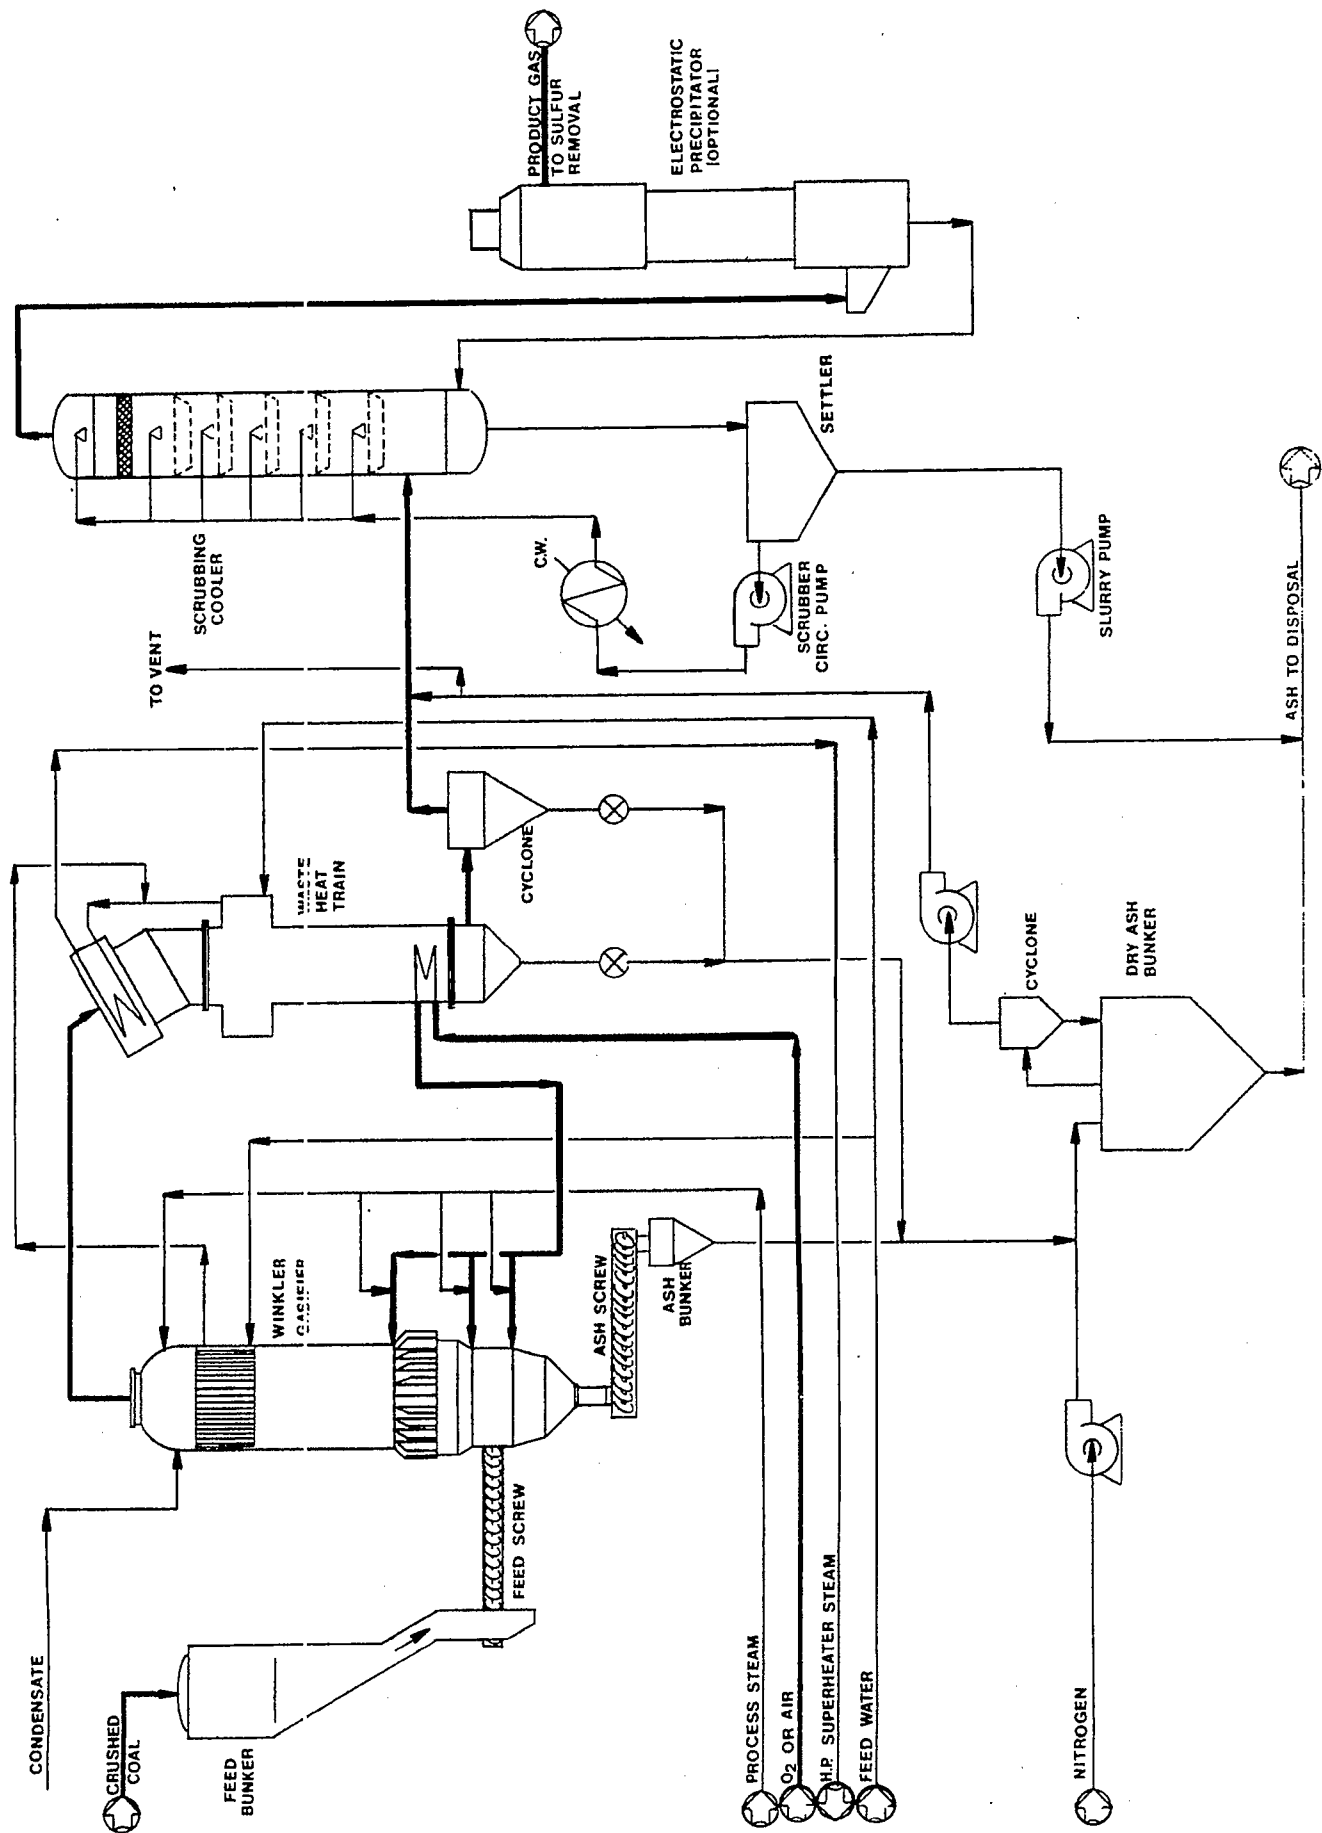 CONDENSATE
CRUSHED
COAL
FEED
BUNKER
FEED SCREW
WINKLER
GASIFIER
ASH SCREW
ASH
BUNKER
PROCESS STEAM
O2 OR AIR
H.P. SUPERHEATER STEAM
FEED WATER
NITROGEN
WASTE
HEAT
TRAIN
CYCLONE
TO VENT
CYCLONE
DRY ASH
BUNKER
SCRUBBING
COOLER
C.W.
SCRUBBER
CIRC. PUMP
SETTLER
SLURRY PUMP
ASH TO DISPOSAL
PRODUCT GAS
TO SULFUR
REMOVAL
ELECTROSTATIC
PRECIPITATOR
(OPTIONAL)